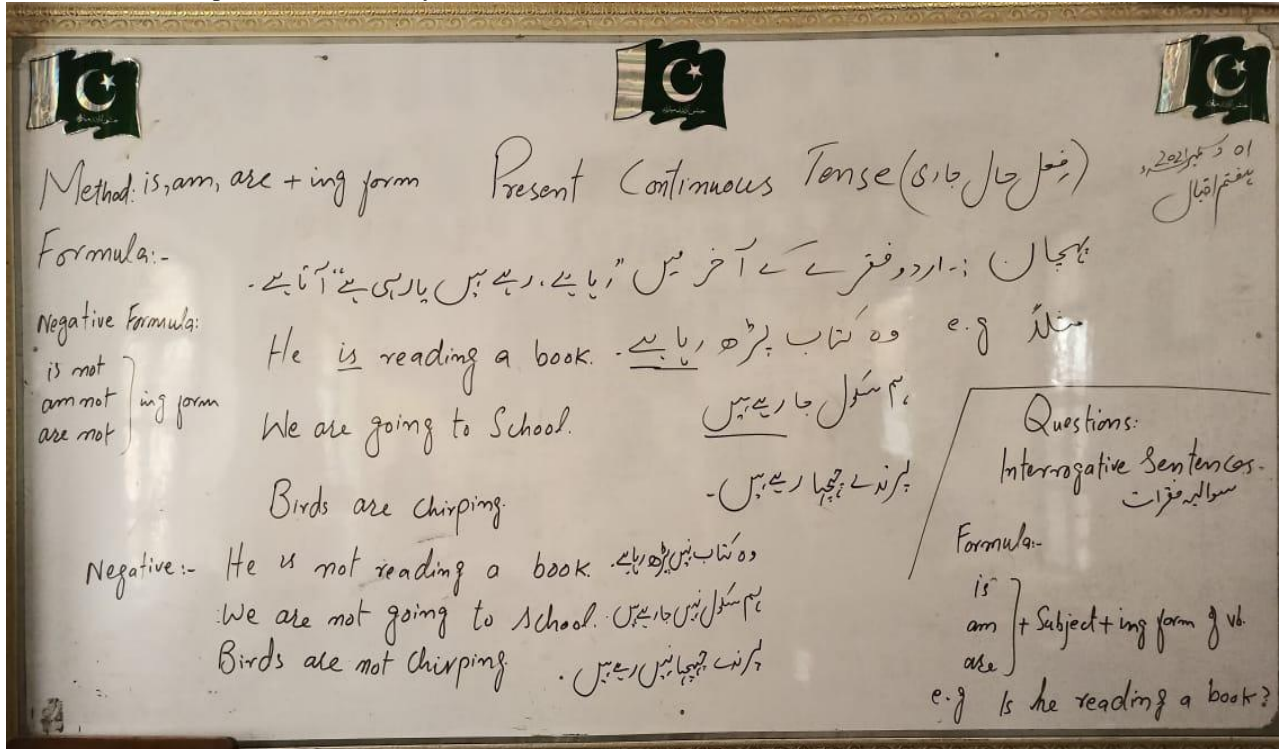 Method: is, am, are + ing form
Present Continuous Tense (فِعل حال جاری)
01 دسمبر 2021ء
ہفتم اقبال
Formula:-
پہچان :- اردو فقرے کے آخر میں "رہا ہے، رہے ہیں یا رہی ہے" آتا ہے۔
Negative Formula:
is not
am not
are not
ing form
مثلاً e.g وہ کتاب پڑھ رہا ہے۔ He is reading a book.
ہم سکول جا رہے ہیں We are going to School.
پرندے چہچہا رہے ہیں۔ Birds are chirping.
Negative:- He is not reading a book. وہ کتاب نہیں پڑھ رہا ہے۔
We are not going to school. ہم سکول نہیں جا رہے ہیں۔
Birds are not chirping. پرندے چہچہا نہیں رہے ہیں۔
Questions:
Interrogative Sentences-
سوالیہ فقرات
Formula:-
is
am
are
+ Subject + ing form of vb.
e.g Is he reading a book?